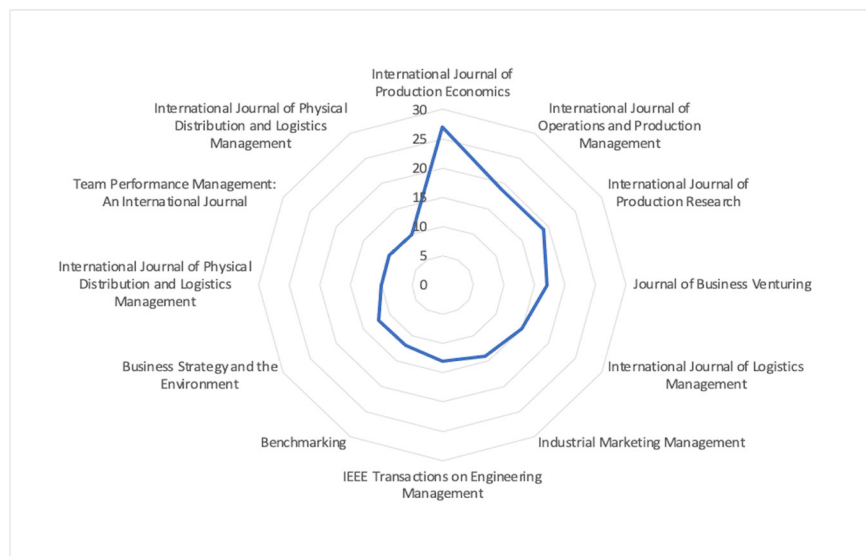 International Journal of
Production Economics
International Journal of
Operations and Production
Management
International Journal of
Production Research
Journal of Business Venturing
International Journal of Logistics
Management
Industrial Marketing Management
IEEE Transactions on Engineering
Management
Benchmarking
Business Strategy and the
Environment
International Journal of Physical
Distribution and Logistics
Management
Team Performance Management:
An International Journal
International Journal of Physical
Distribution and Logistics
Management
30
25
20
15
10
5
0